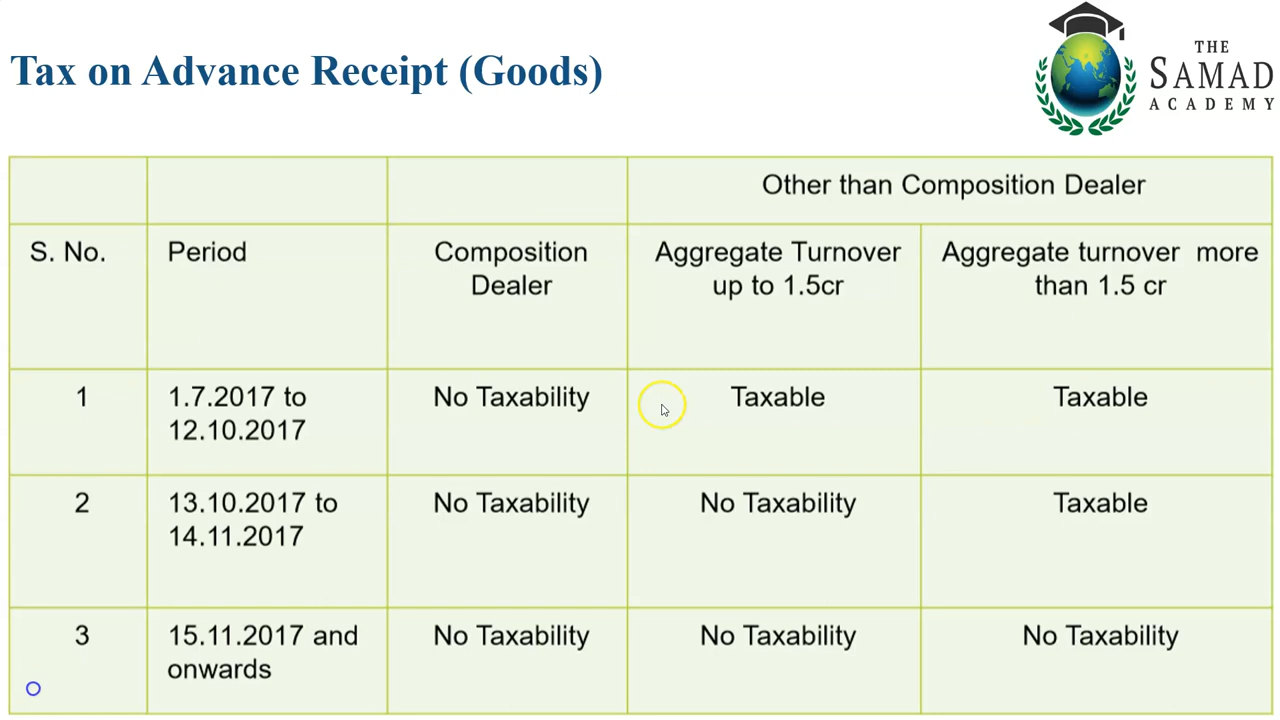 Tax on Advance Receipt (Goods)
THE
SAMAD
ACADEMY
Other than Composition Dealer
S. No.
Period
Composition
Dealer
Aggregate Turnover
up to 1.5cr
Aggregate turnover more
than 1.5 cr
1
1.7.2017 to
12.10.2017
No Taxability
Taxable
Taxable
2
13.10.2017 to
14.11.2017
No Taxability
No Taxability
Taxable
3
15.11.2017 and
onwards
No Taxability
No Taxability
No Taxability